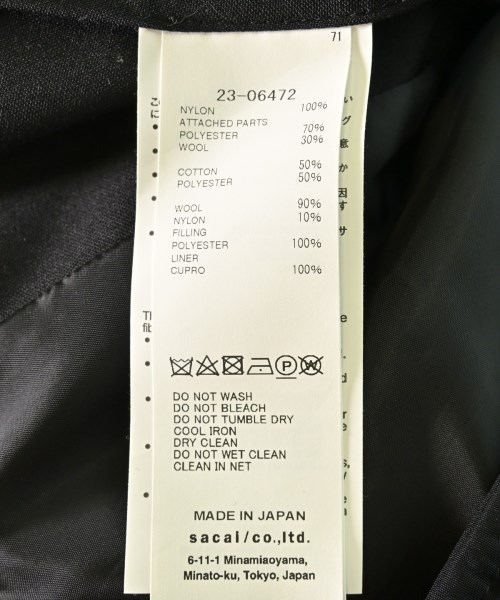 71
23-06472
NYLON 100%
ATTACHED PARTS
POLYESTER 70%
WOOL 30%
COTTON 50%
POLYESTER 50%
WOOL 90%
NYLON 10%
FILLING
POLYESTER 100%
LINER
CUPRO 100%
DO NOT WASH
DO NOT BLEACH
DO NOT TUMBLE DRY
COOL IRON
DRY CLEAN
DO NOT WET CLEAN
CLEAN IN NET
MADE IN JAPAN
sacai/co.,ltd.
6-11-1 Minamiaoyama,
Minato-ku, Tokyo, Japan